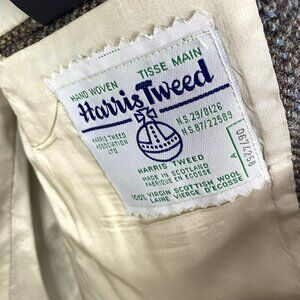 HAND WOVEN TISSE MAIN
Harris Tweed
HARRIS TWEED
ASSOCIATION
LTD.
N.S. 29/0126
N.S. 87/22589
HARRIS TWEED
MADE IN SCOTLAND
FABRIQUE EN ECOSSE
100% VIRGIN SCOTTISH WOOL
LAINE VIERGE D'ECOSSE
A